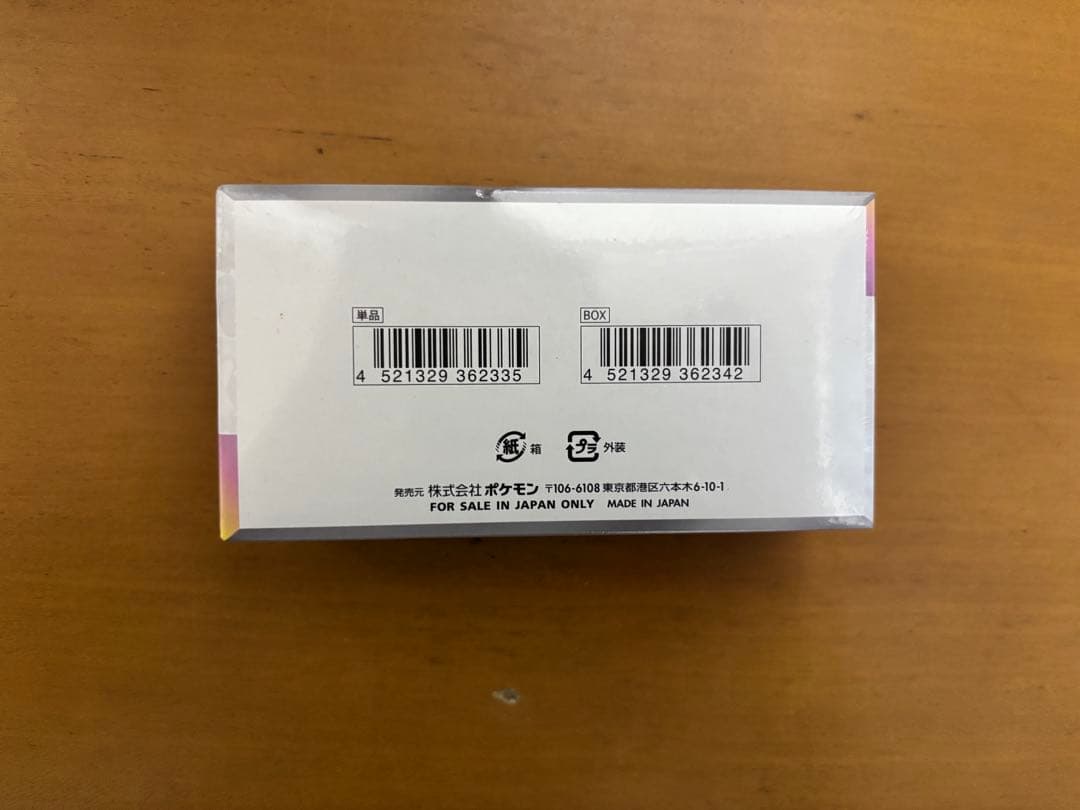 単品
4 521329 362335
BOX
4 521329 362342
紙 箱
プラ 外装
発売元 株式会社ポケモン 〒106-6108 東京都港区六本木6-10-1
FOR SALE IN JAPAN ONLY MADE IN JAPAN